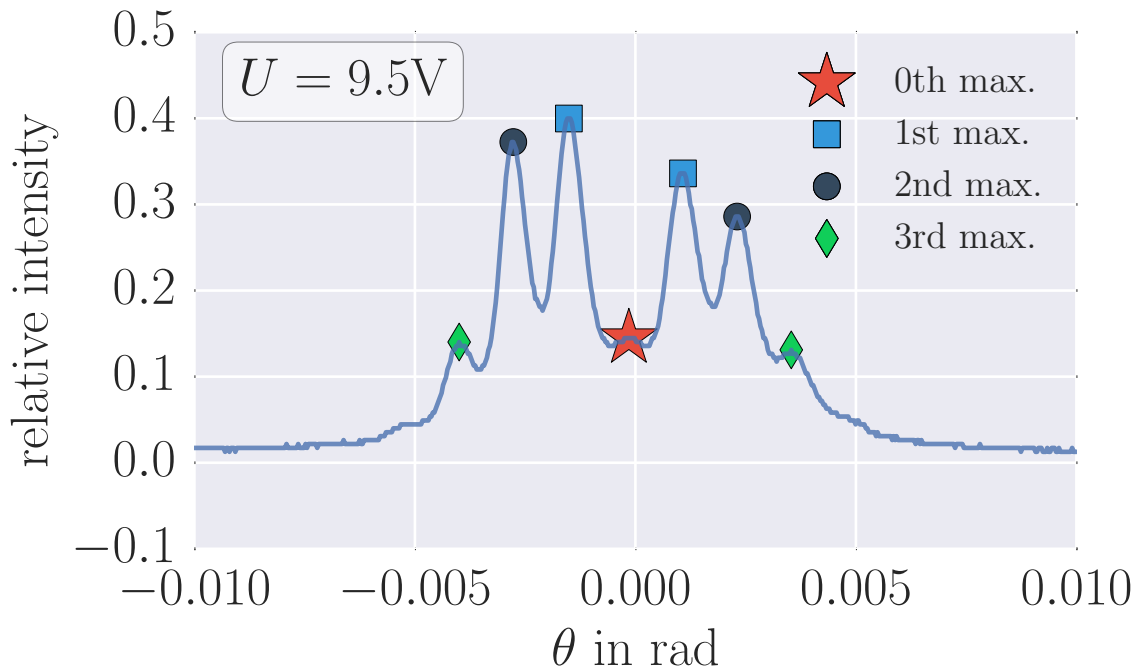 0.5
0.4
0.3
0.2
0.1
0.0
−0.1
relative intensity
U = 9.5V
0th max.
1st max.
2nd max.
3rd max.
−0.010 −0.005 0.000 0.005 0.010
θ in rad